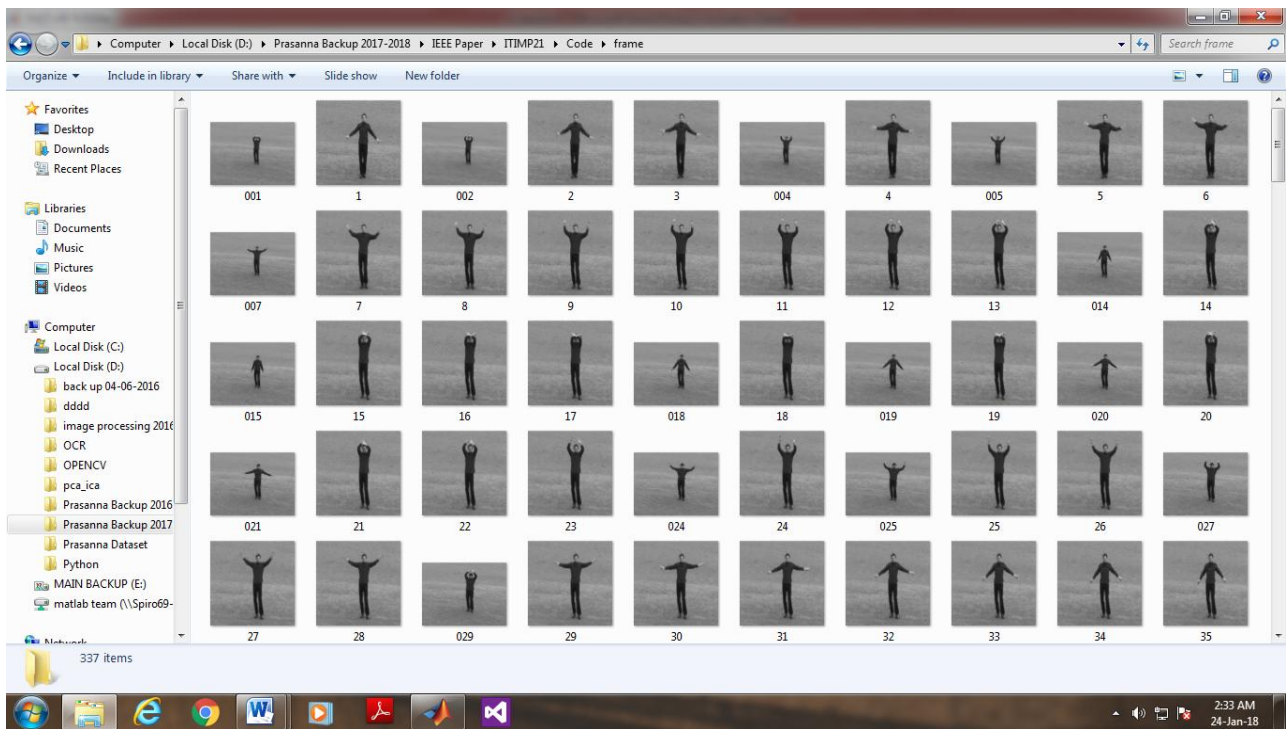 Computer ▸ Local Disk (D:) ▸ Prasanna Backup 2017-2018 ▸ IEEE Paper ▸ ITIMP21 ▸ Code ▸ frame
Search frame
Organize Include in library Share with Slide show New folder
Favorites
Desktop
Downloads
Recent Places
Libraries
Documents
Music
Pictures
Videos
Computer
Local Disk (C:)
Local Disk (D:)
back up 04-06-2016
dddd
image processing 2016
OCR
OPENCV
pca_ica
Prasanna Backup 2016
Prasanna Backup 2017
Prasanna Dataset
Python
MAIN BACKUP (E:)
matlab team (\\Spiro69-
Network
001 1 002 2 3 004 4 005 5 6
007 7 8 9 10 11 12 13 014 14
015 15 16 17 018 18 019 19 020 20
021 21 22 23 024 24 025 25 26 027
27 28 029 29 30 31 32 33 34 35
337 items
2:33 AM
24-Jan-18